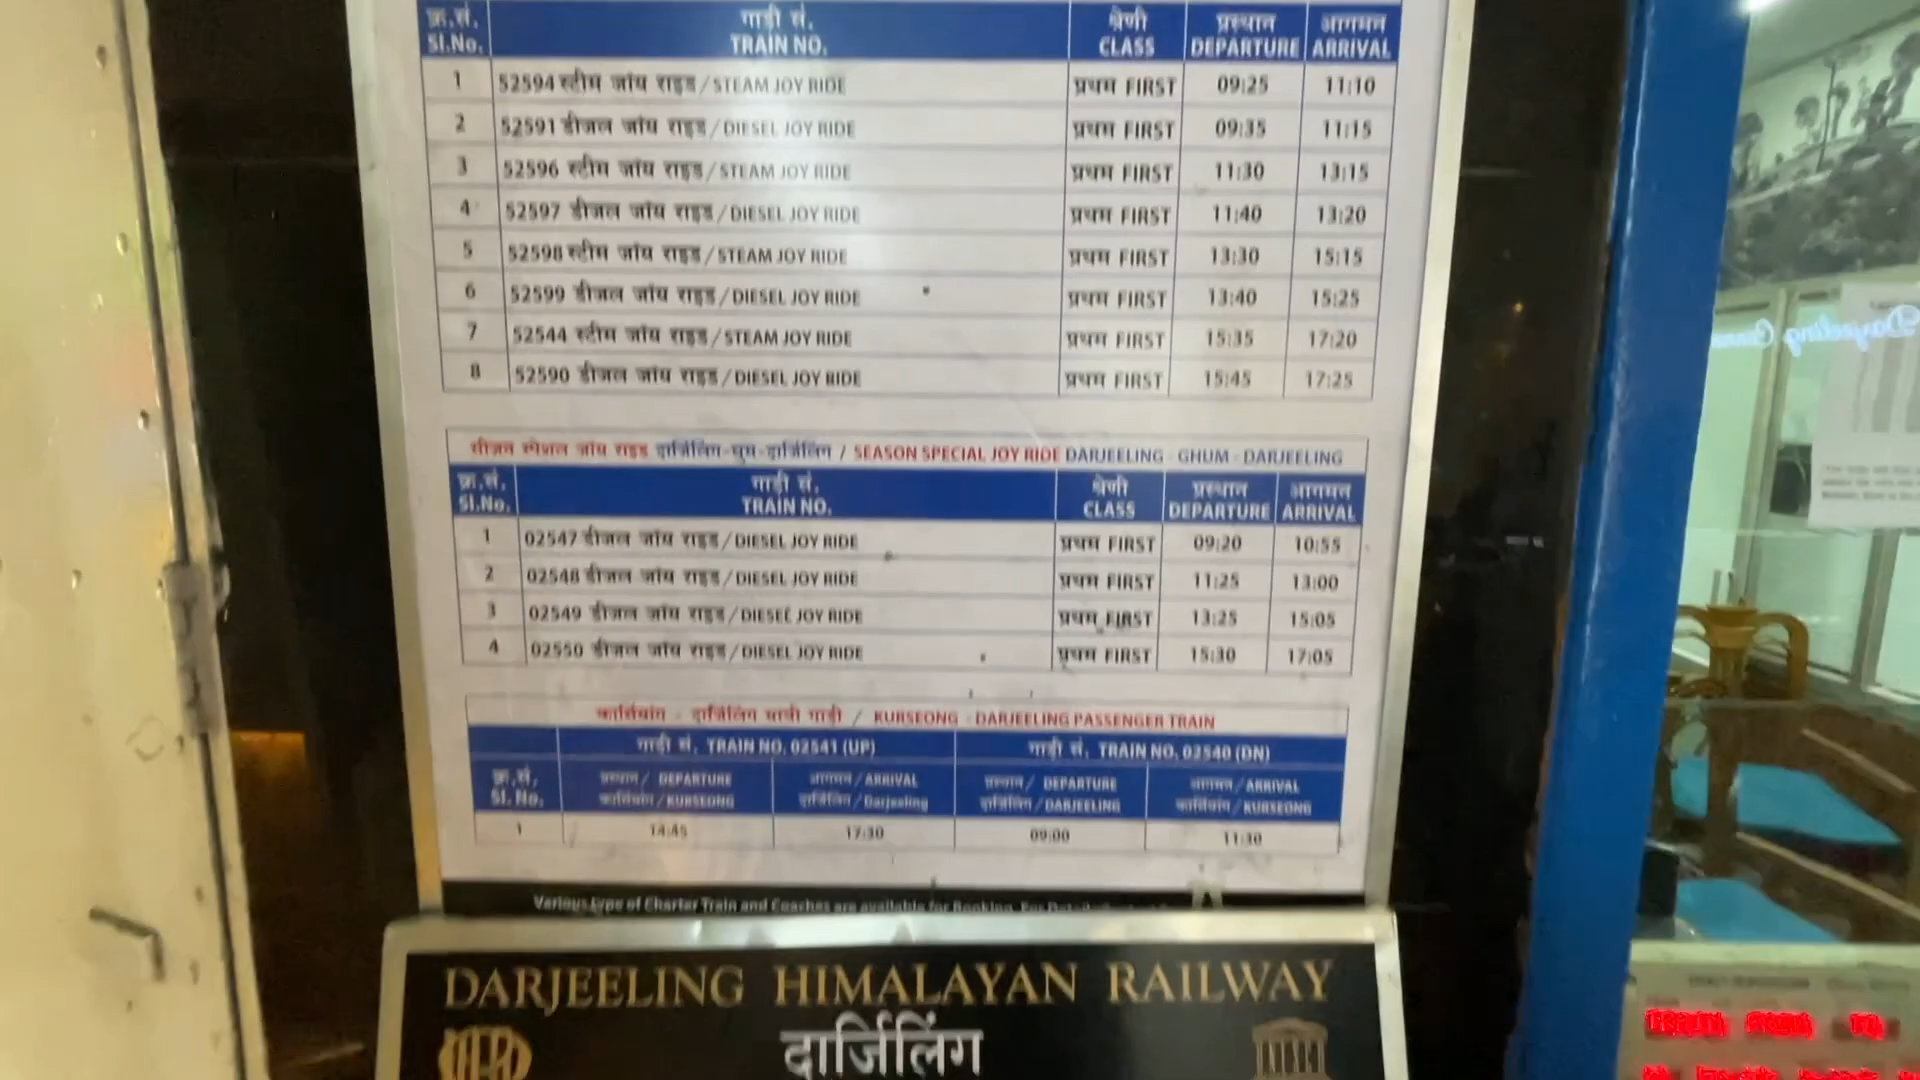 क्र.सं. गाड़ी सं. श्रेणी प्रस्थान आगमन
Sl.No. TRAIN NO. CLASS DEPARTURE ARRIVAL
1 52594 स्टीम जॉय राइड / STEAM JOY RIDE प्रथम FIRST 09:25 11:10
2 52591 डीजल जॉय राइड / DIESEL JOY RIDE प्रथम FIRST 09:35 11:15
3 52596 स्टीम जॉय राइड / STEAM JOY RIDE प्रथम FIRST 11:30 13:15
4 52597 डीजल जॉय राइड / DIESEL JOY RIDE प्रथम FIRST 11:40 13:20
5 52598 स्टीम जॉय राइड / STEAM JOY RIDE प्रथम FIRST 13:30 15:15
6 52599 डीजल जॉय राइड / DIESEL JOY RIDE प्रथम FIRST 13:40 15:25
7 52544 स्टीम जॉय राइड / STEAM JOY RIDE प्रथम FIRST 15:35 17:20
8 52590 डीजल जॉय राइड / DIESEL JOY RIDE प्रथम FIRST 15:45 17:25
सीजन स्पेशल जॉय राइड दार्जिलिंग-घुम-दार्जिलिंग / SEASON SPECIAL JOY RIDE DARJEELING - GHUM - DARJEELING
क्र.सं. गाड़ी सं. श्रेणी प्रस्थान आगमन
Sl.No. TRAIN NO. CLASS DEPARTURE ARRIVAL
1 02547 डीजल जॉय राइड / DIESEL JOY RIDE प्रथम FIRST 09:20 10:55
2 02548 डीजल जॉय राइड / DIESEL JOY RIDE प्रथम FIRST 11:25 13:00
3 02549 डीजल जॉय राइड / DIESEL JOY RIDE प्रथम FIRST 13:25 15:05
4 02550 डीजल जॉय राइड / DIESEL JOY RIDE प्रथम FIRST 15:30 17:05
कार्सियांग - दार्जिलिंग यात्री गाड़ी / KURSEONG - DARJEELING PASSENGER TRAIN
गाड़ी सं. TRAIN NO. 02541 (UP) गाड़ी सं. TRAIN NO. 02540 (DN)
क्र.सं. प्रस्थान / DEPARTURE आगमन / ARRIVAL प्रस्थान / DEPARTURE आगमन / ARRIVAL
Sl. No. कार्सियांग / KURSEONG दार्जिलिंग / Darjeeling दार्जिलिंग / DARJEELING कार्सियांग / KURSEONG
1 14:45 17:30 09:00 11:30
Various type of Charter Train and Coaches are available for Booking. For
DARJEELING HIMALAYAN RAILWAY
दार्जिलिंग
Darjeeling